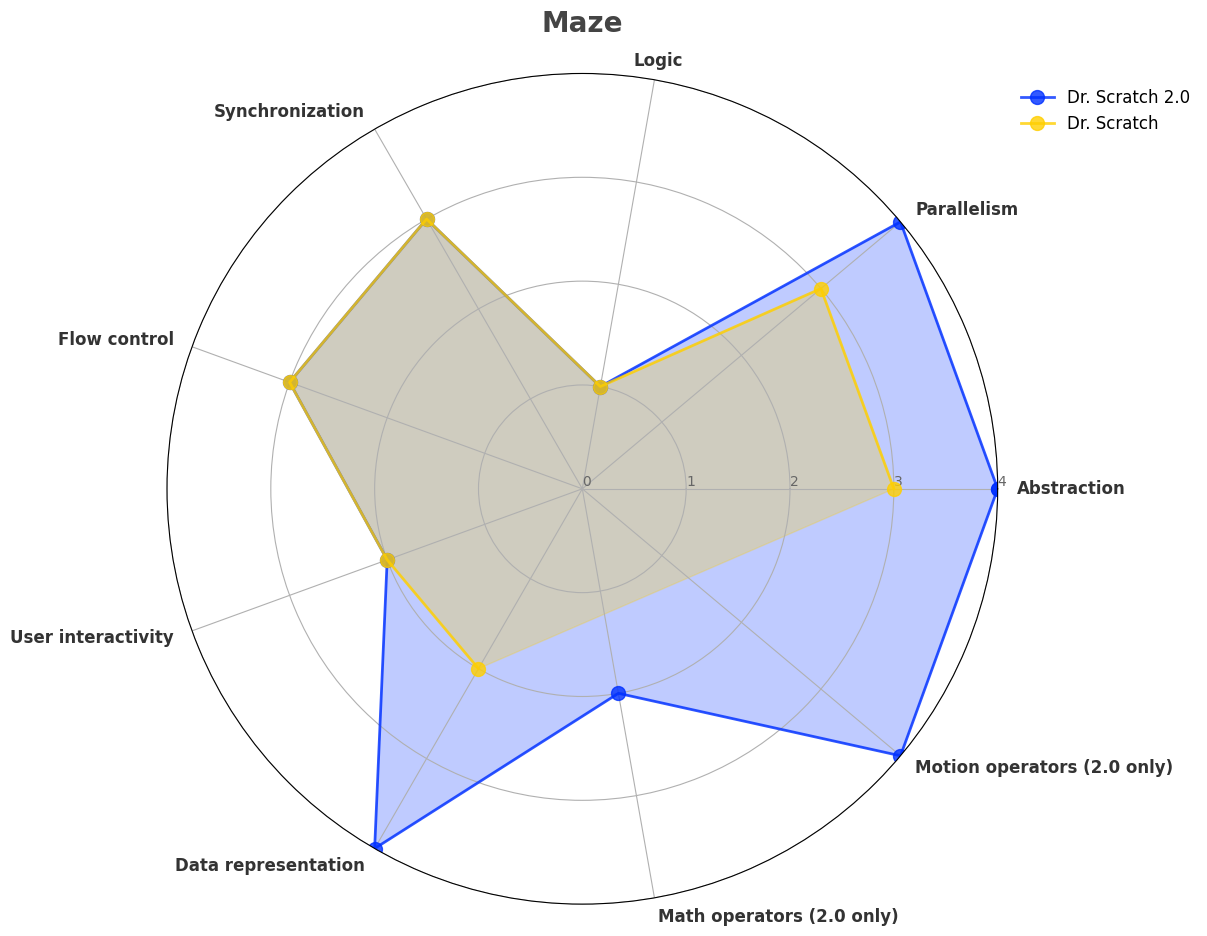 Maze
Logic
Synchronization
Dr. Scratch 2.0
Dr. Scratch
Parallelism
Flow control
0 1 2 3 4
Abstraction
User interactivity
Motion operators (2.0 only)
Data representation
Math operators (2.0 only)